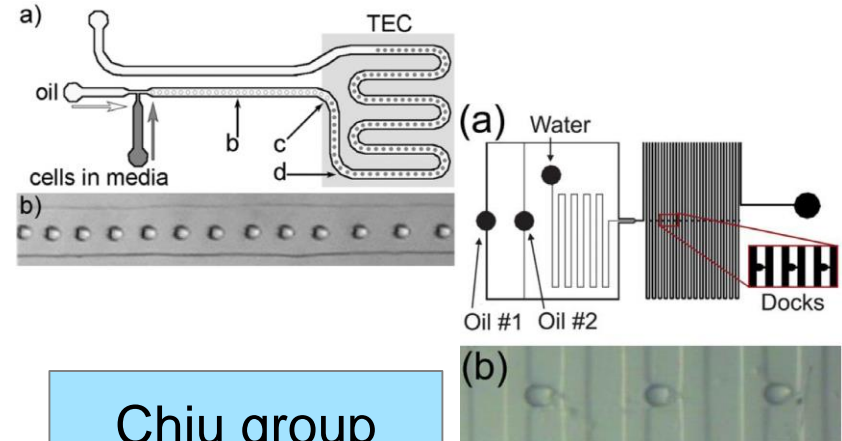 a)
TEC
oil
b
c
d
cells in media
b)
(a)
Water
Oil #1 Oil #2
Docks
(b)
Chiu group